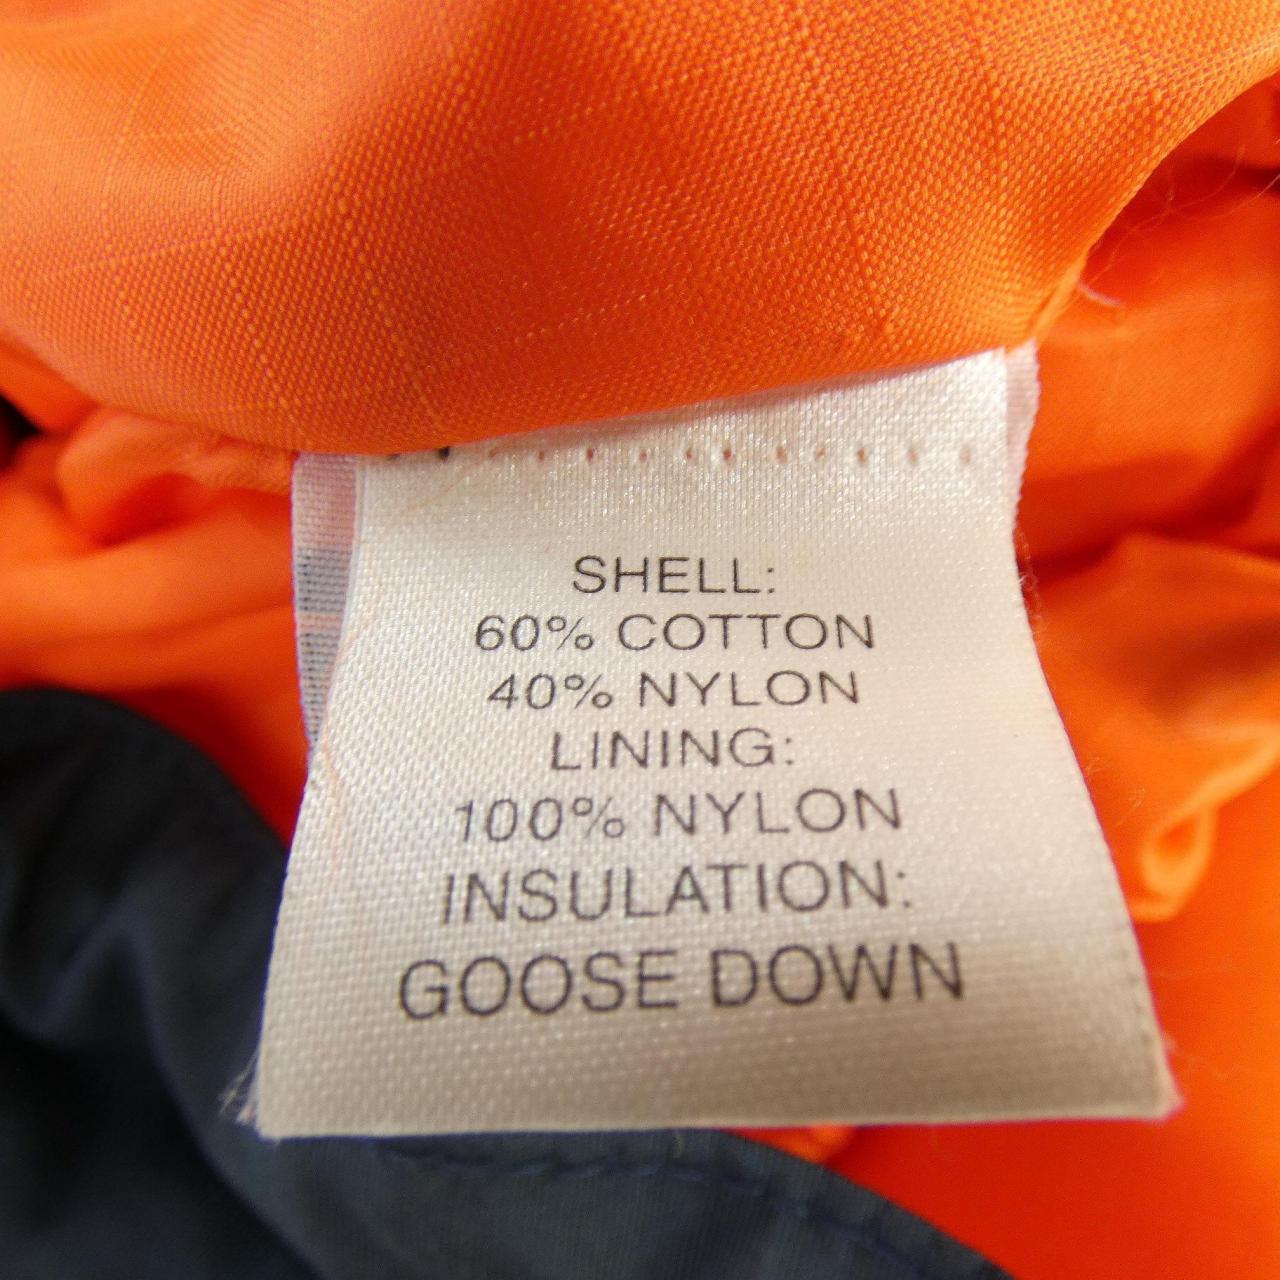 SHELL:
60% COTTON
40% NYLON
LINING:
100% NYLON
INSULATION:
GOOSE DOWN